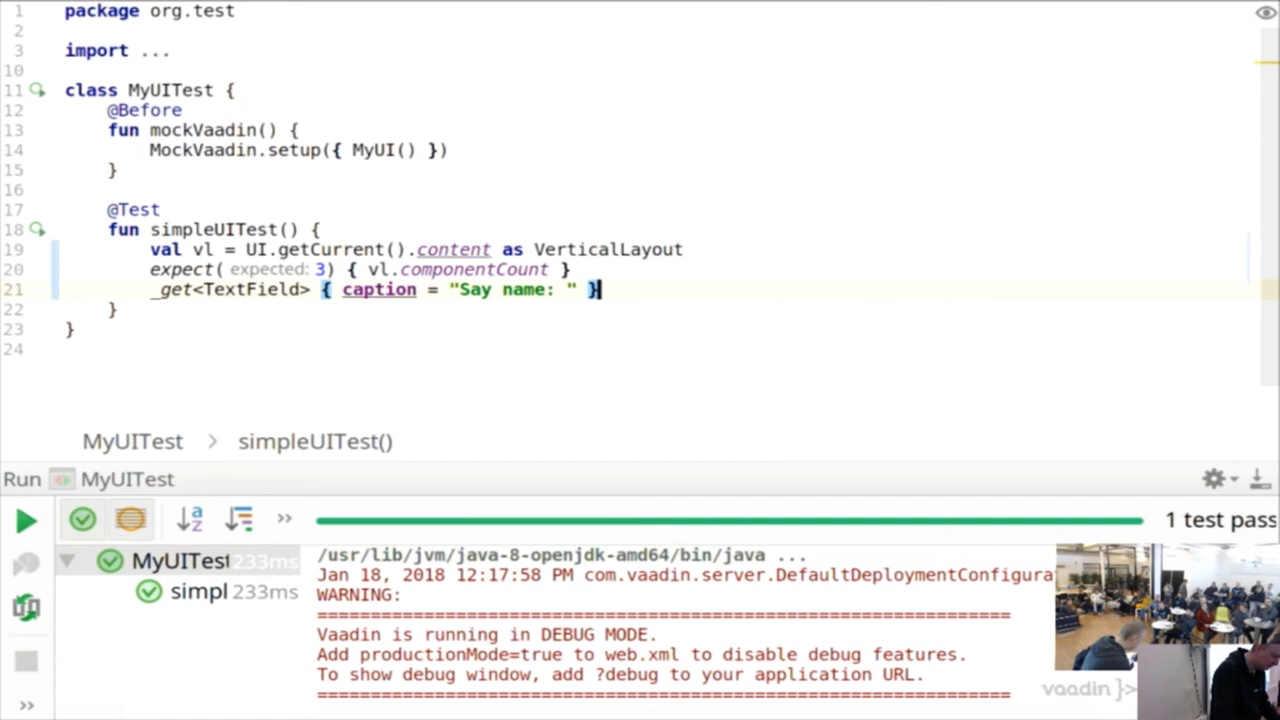 1 package org.test
2
3 import ...
10
11 class MyUITest {
12 @Before
13 fun mockVaadin() {
14 MockVaadin.setup({ MyUI() })
15 }
16
17 @Test
18 fun simpleUITest() {
19 val vl = UI.getCurrent().content as VerticalLayout
20 expect( expected: 3) { vl.componentCount }
21 _get<TextField> { caption = "Say name: " }
22 }
23 }
24
MyUITest > simpleUITest()
Run MyUITest
1 test pass
MyUITest 233ms
simpl 233ms
/usr/lib/jvm/java-8-openjdk-amd64/bin/java ...
Jan 18, 2018 12:17:58 PM com.vaadin.server.DefaultDeploymentConfigura
WARNING:
=================================================================
Vaadin is running in DEBUG MODE.
Add productionMode=true to web.xml to disable debug features.
To show debug window, add ?debug to your application URL.
=================================================================
vaadin }>